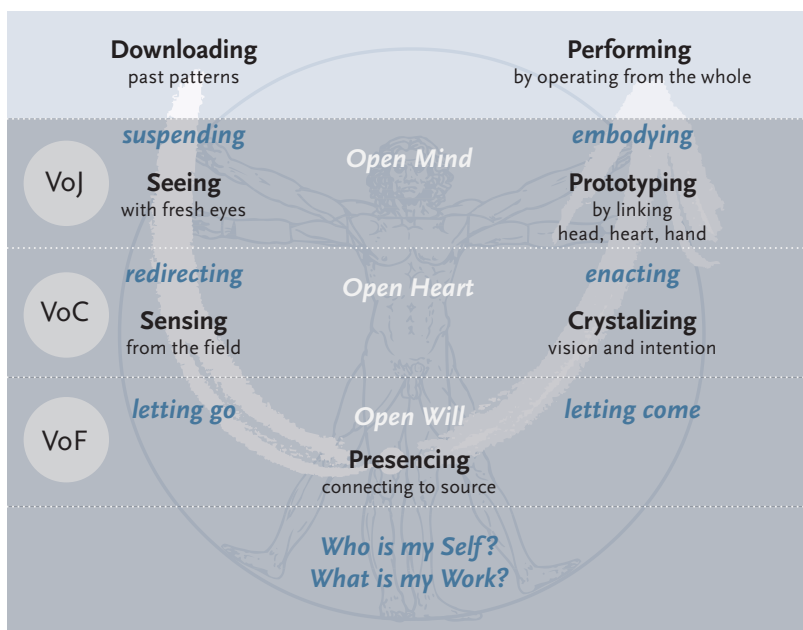 Downloading
past patterns
Performing
by operating from the whole
suspending
embodying
Open Mind
VoJ
Seeing
with fresh eyes
Prototyping
by linking
head, heart, hand
redirecting
enacting
Open Heart
VoC
Sensing
from the field
Crystalizing
vision and intention
letting go
letting come
Open Will
VoF
Presencing
connecting to source
Who is my Self?
What is my Work?